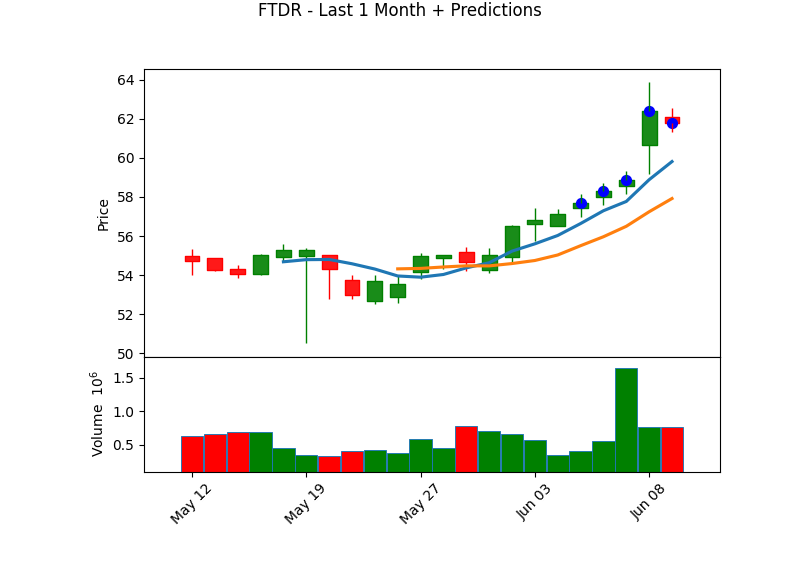 FTDR - Last 1 Month + Predictions
64
62
60
58
56
54
52
50
Price
1.5
1.0
0.5
Volume 10^6
May 12
May 19
May 27
Jun 03
Jun 08